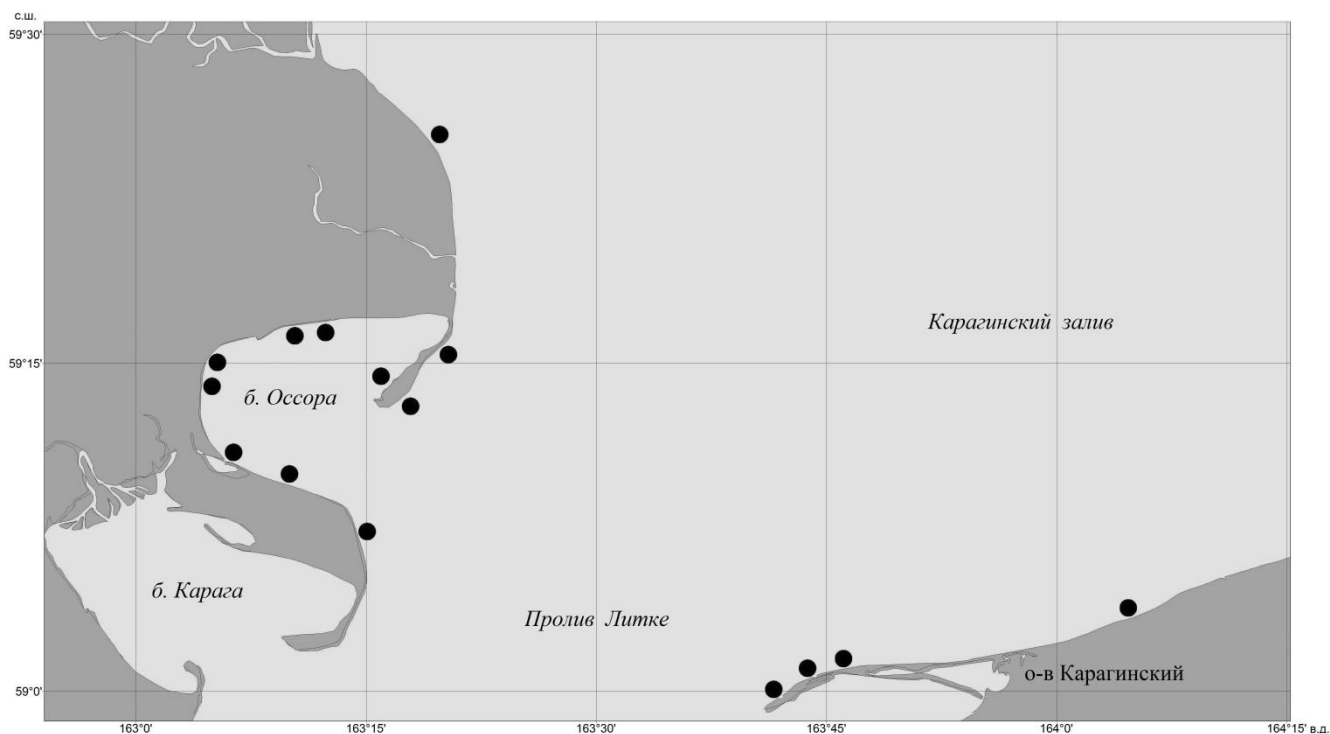 с.ш.
59°30'
Карагинский залив
59°15'
б. Оссора
б. Карага
Пролив Литке
о-в Карагинский
59°0'
163°0' 163°15' 163°30' 163°45' 164°0' 164°15' в.д.